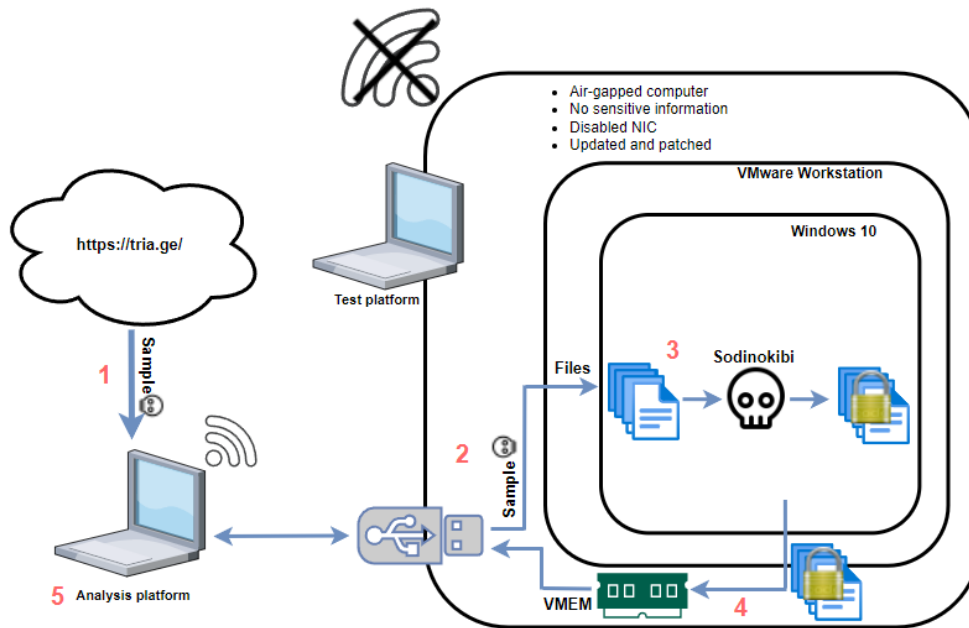 • Air-gapped computer
• No sensitive information
• Disabled NIC
• Updated and patched
VMware Workstation
Windows 10
https://tria.ge/
Test platform
1
Sample
Files
3
Sodinokibi
2
Sample
5
Analysis platform
VMEM
4